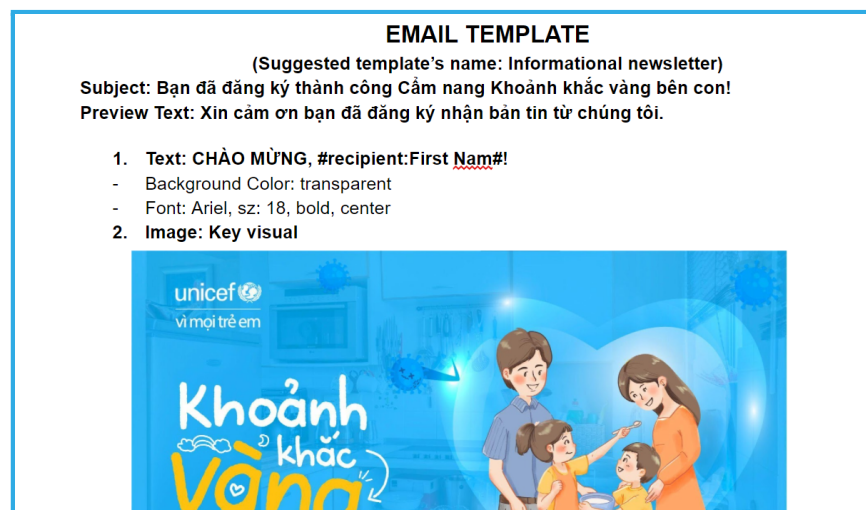 EMAIL TEMPLATE
(Suggested template's name: Informational newsletter)
Subject: Bạn đã đăng ký thành công Cẩm nang Khoảnh khắc vàng bên con!
Preview Text: Xin cảm ơn bạn đã đăng ký nhận bản tin từ chúng tôi.
1. Text: CHÀO MỪNG, #recipient:First Nam#!
- Background Color: transparent
- Font: Ariel, sz: 18, bold, center
2. Image: Key visual
unicef
vì mọi trẻ em
Khoảnh
khắc
Vàng